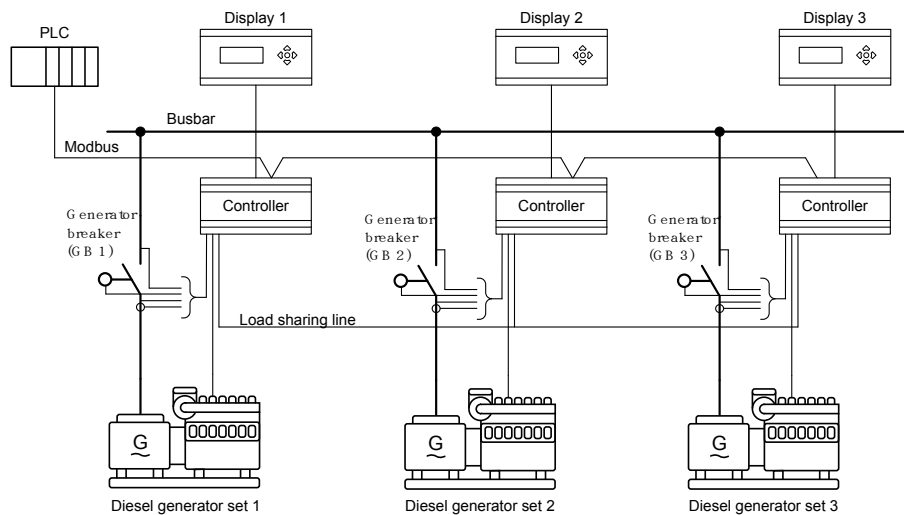 Display 1
Display 2
Display 3
PLC
Busbar
Modbus
Controller
Controller
Controller
Generator
breaker
(GB 1)
Generator
breaker
(GB 2)
Generator
breaker
(GB 3)
Load sharing line
G
G
G
Diesel generator set 1
Diesel generator set 2
Diesel generator set 3